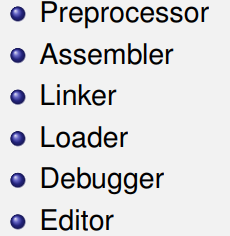 Preprocessor
Assembler
Linker
Loader
Debugger
Editor